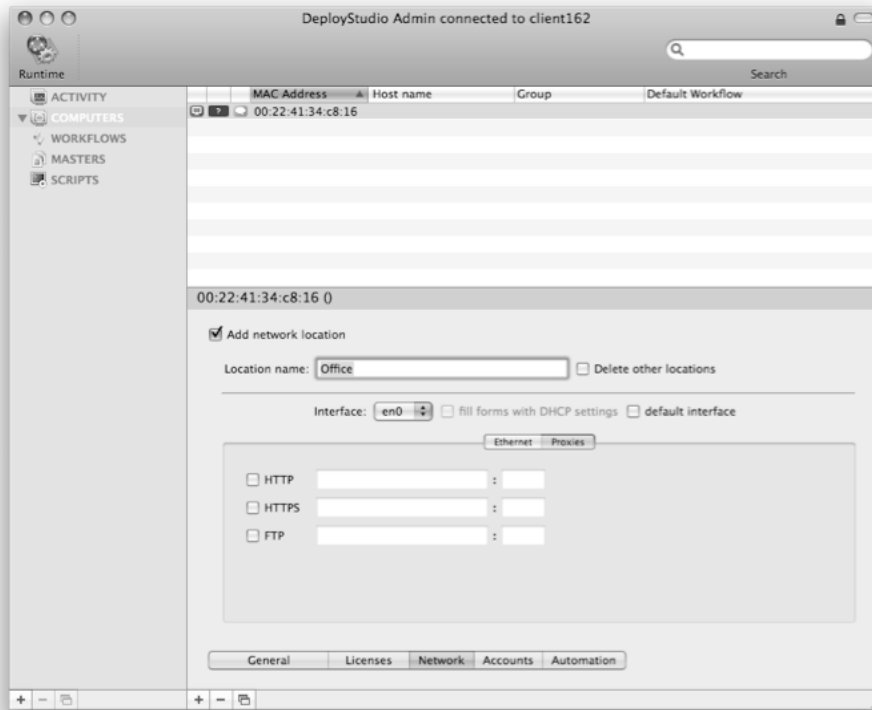 DeployStudio Admin connected to client162
Runtime
Search
ACTIVITY
COMPUTERS
WORKFLOWS
MASTERS
SCRIPTS
MAC Address Host name Group Default Workflow
? 00:22:41:34:c8:16
00:22:41:34:c8:16 ()
Add network location
Location name: Office Delete other locations
Interface: en0 fill forms with DHCP settings default interface
Ethernet Proxies
HTTP :
HTTPS :
FTP :
General Licenses Network Accounts Automation